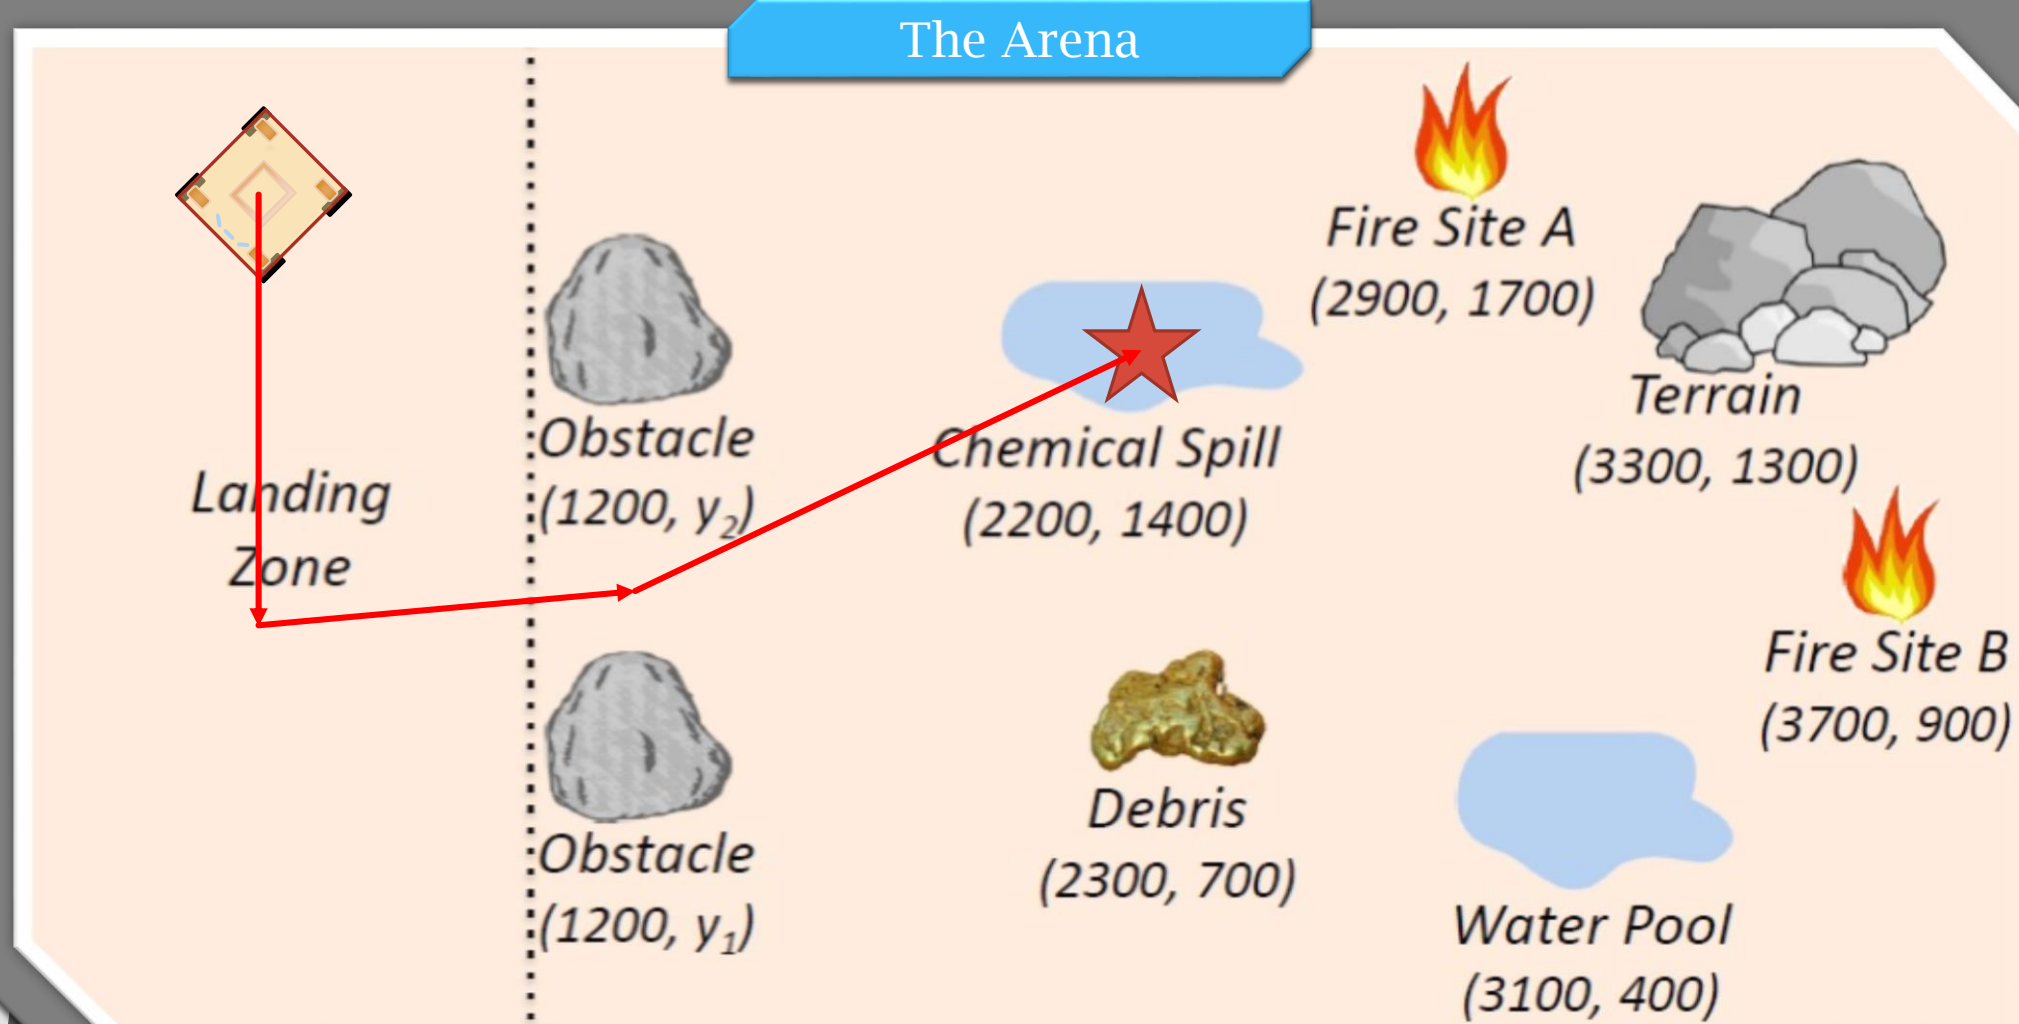 The Arena
Fire Site A
(2900, 1700)
Terrain
(3300, 1300)
Obstacle
(1200, y₂)
Chemical Spill
(2200, 1400)
Landing
Zone
Fire Site B
(3700, 900)
Debris
(2300, 700)
Obstacle
(1200, y₁)
Water Pool
(3100, 400)